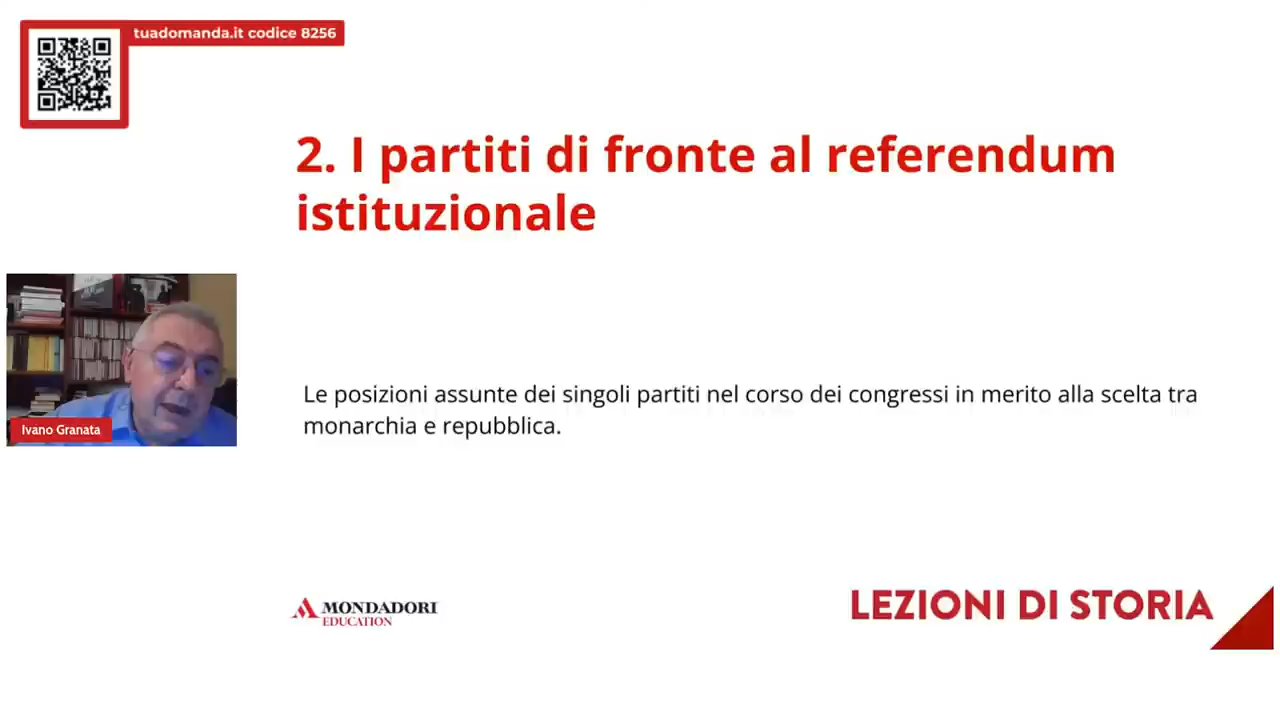 tuadomanda.it codice 8256
2. I partiti di fronte al referendum
istituzionale
Ivano Granata
Le posizioni assunte dei singoli partiti nel corso dei congressi in merito alla scelta tra
monarchia e repubblica.
MONDADORI
EDUCATION
LEZIONI DI STORIA